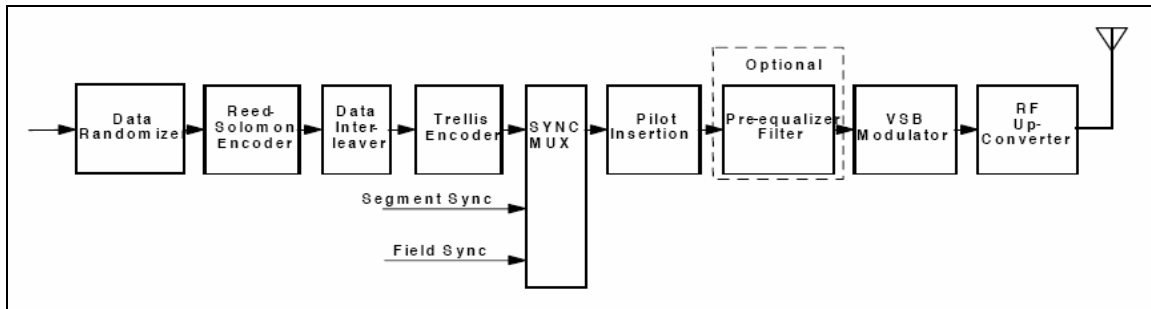 Optional
Data
Randomizer
Reed-
Solomon
Encoder
Data
Inter-
leaver
Trellis
Encoder
SYNC
MUX
Pilot
Insertion
Pre-equalizer
Filter
VSB
Modulator
RF
Up-
Converter
Segment Sync
Field Sync